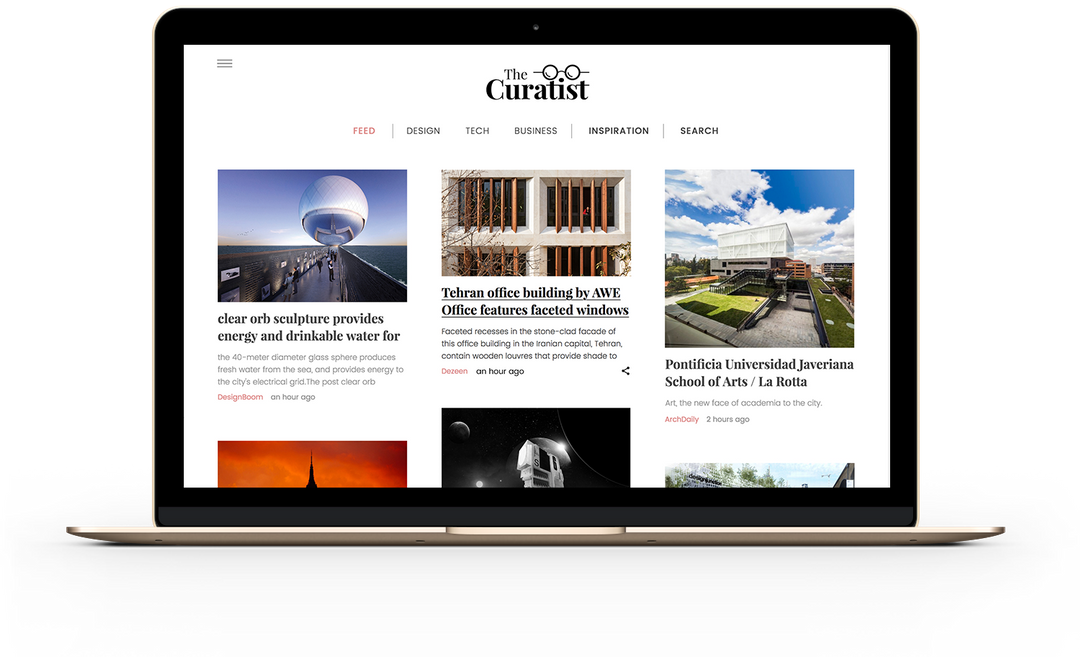 The
Curatist
FEED DESIGN TECH BUSINESS INSPIRATION SEARCH
clear orb sculpture provides
energy and drinkable water for
the 40-meter diameter glass sphere produces
fresh water from the sea, and provides energy to
the city's electrical grid.The post clear orb
DesignBoom an hour ago
Tehran office building by AWE
Office features faceted windows
Faceted recesses in the stone-clad facade of
this office building in the Iranian capital, Tehran,
contain wooden louvres that provide shade to
Dezeen an hour ago
Pontificia Universidad Javeriana
School of Arts / La Rotta
Art, the new face of academia to the city.
ArchDaily 2 hours ago